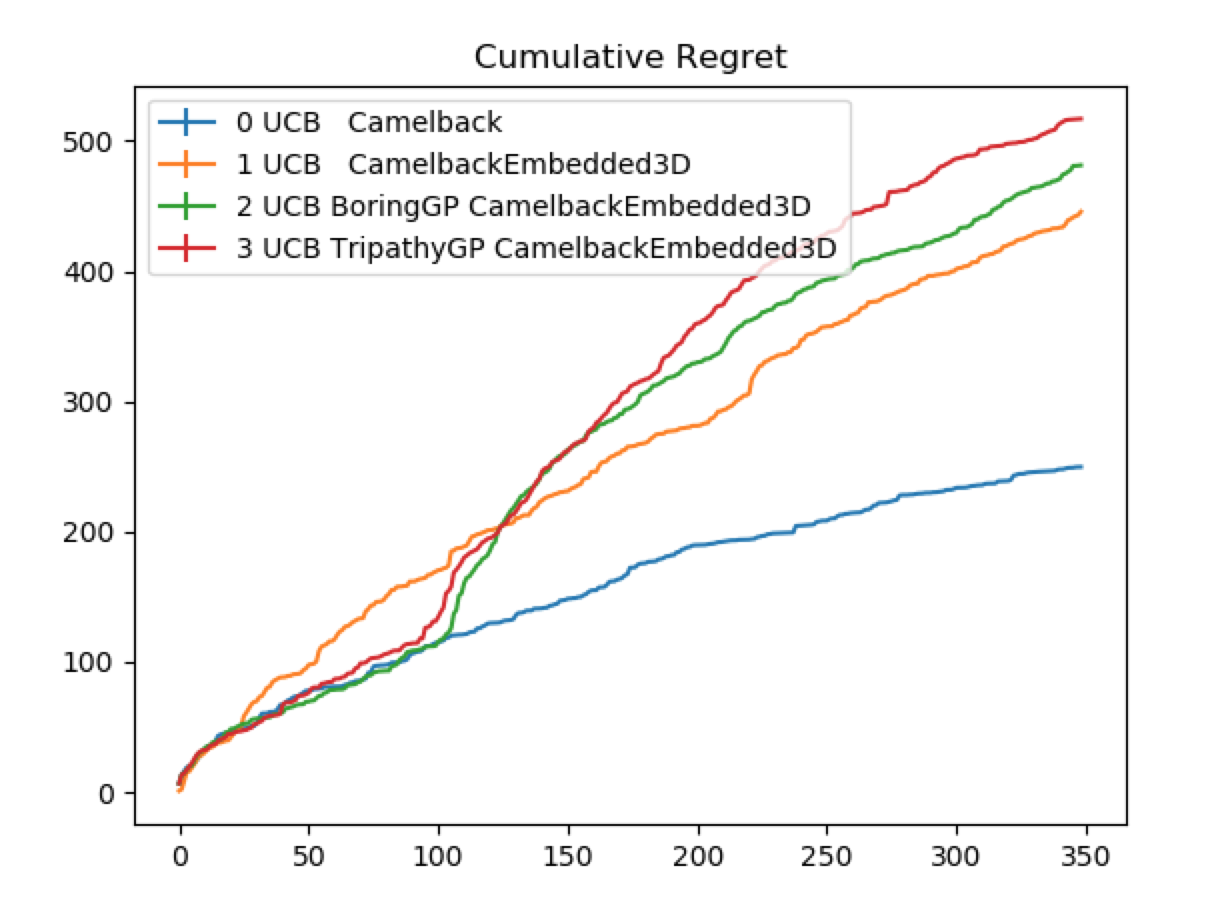 Cumulative Regret
0 UCB   Camelback
1 UCB   CamelbackEmbedded3D
2 UCB BoringGP CamelbackEmbedded3D
3 UCB TripathyGP CamelbackEmbedded3D
500
400
300
200
100
0
0 50 100 150 200 250 300 350